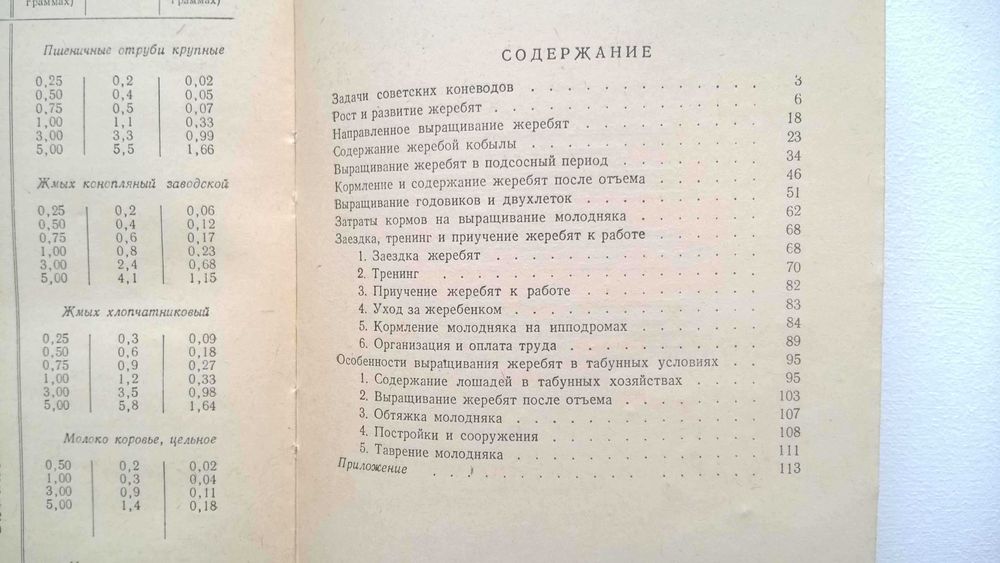 граммах)
граммах)
Пшеничные отруби крупные
0,25 0,2 0,02
0,50 0,4 0,05
0,75 0,5 0,07
1,00 1,1 0,33
3,00 3,3 0,99
5,00 5,5 1,66
Жмых конопляный заводской
0,25 0,2 0,06
0,50 0,4 0,12
0,75 0,6 0,17
1,00 0,8 0,23
3,00 2,4 0,68
5,00 4,1 1,15
Жмых хлопчатниковый
0,25 0,3 0,09
0,50 0,6 0,18
0,75 0,9 0,27
1,00 1,2 0,33
3,00 3,5 0,98
5,00 5,8 1,64
Молоко коровье, цельное
0,50 0,2 0,02
1,00 0,3 0,04
3,00 0,9 0,11
5,00 1,4 0,18
СОДЕРЖАНИЕ
Задачи советских коневодов . . . . . . . . . . . . 3
Рост и развитие жеребят . . . . . . . . . . . . 6
Направленное выращивание жеребят . . . . . . . . . . 18
Содержание жеребой кобылы . . . . . . . . . . . . 23
Выращивание жеребят в подсосный период . . . . . . . . 34
Кормление и содержание жеребят после отъема . . . . . . 46
Выращивание годовиков и двухлеток . . . . . . . . . . 51
Затраты кормов на выращивание молодняка . . . . . . . 62
Заездка, тренинг и приучение жеребят к работе . . . . . . 68
1. Заездка жеребят . . . . . . . . . . . . . 68
2. Тренинг . . . . . . . . . . . . . . . 70
3. Приучение жеребят к работе . . . . . . . . . 82
4. Уход за жеребенком . . . . . . . . . . . . 83
5. Кормление молодняка на ипподромах . . . . . . . 84
6. Организация и оплата труда . . . . . . . . . 89
Особенности выращивания жеребят в табунных условиях . . 95
1. Содержание лошадей в табунных хозяйствах . . . . 95
2. Выращивание жеребят после отъема . . . . . . . 103
3. Обтяжка молодняка . . . . . . . . . . . . 107
4. Постройки и сооружения . . . . . . . . . . 108
5. Таврение молодняка . . . . . . . . . . . . 111
Приложение . . . . . . . . . . . . . . . 113